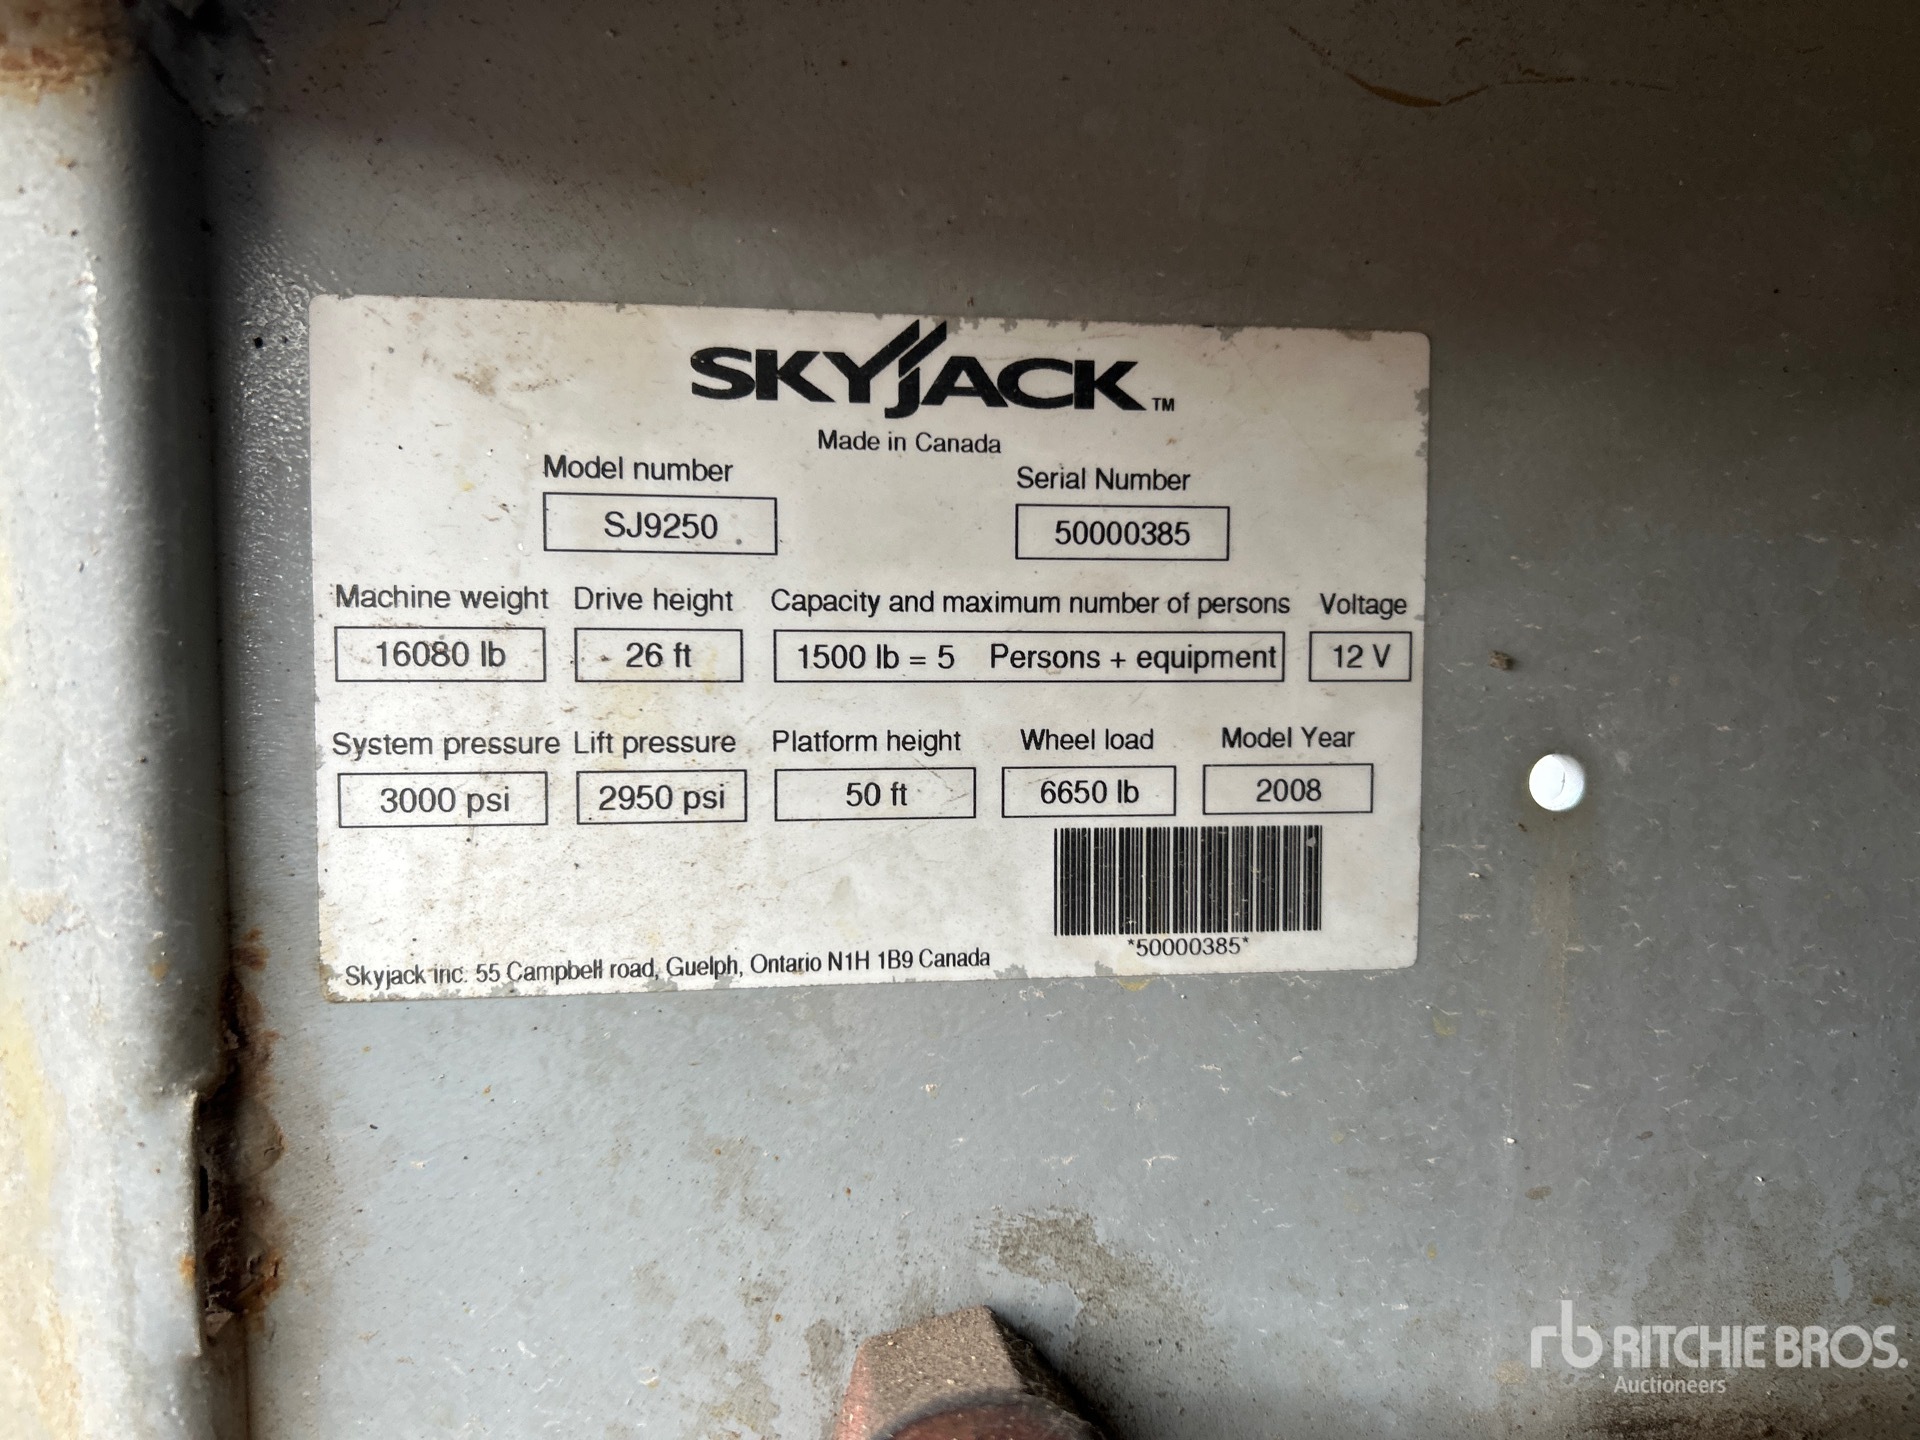 SKYJACK™
Made in Canada
Model number Serial Number
SJ9250 50000385
Machine weight Drive height Capacity and maximum number of persons Voltage
16080 lb 26 ft 1500 lb = 5 Persons + equipment 12 V
System pressure Lift pressure Platform height Wheel load Model Year
3000 psi 2950 psi 50 ft 6650 lb 2008
*50000385*
Skyjack inc. 55 Campbell road, Guelph, Ontario N1H 1B9 Canada
rb RITCHIE BROS.
Auctioneers